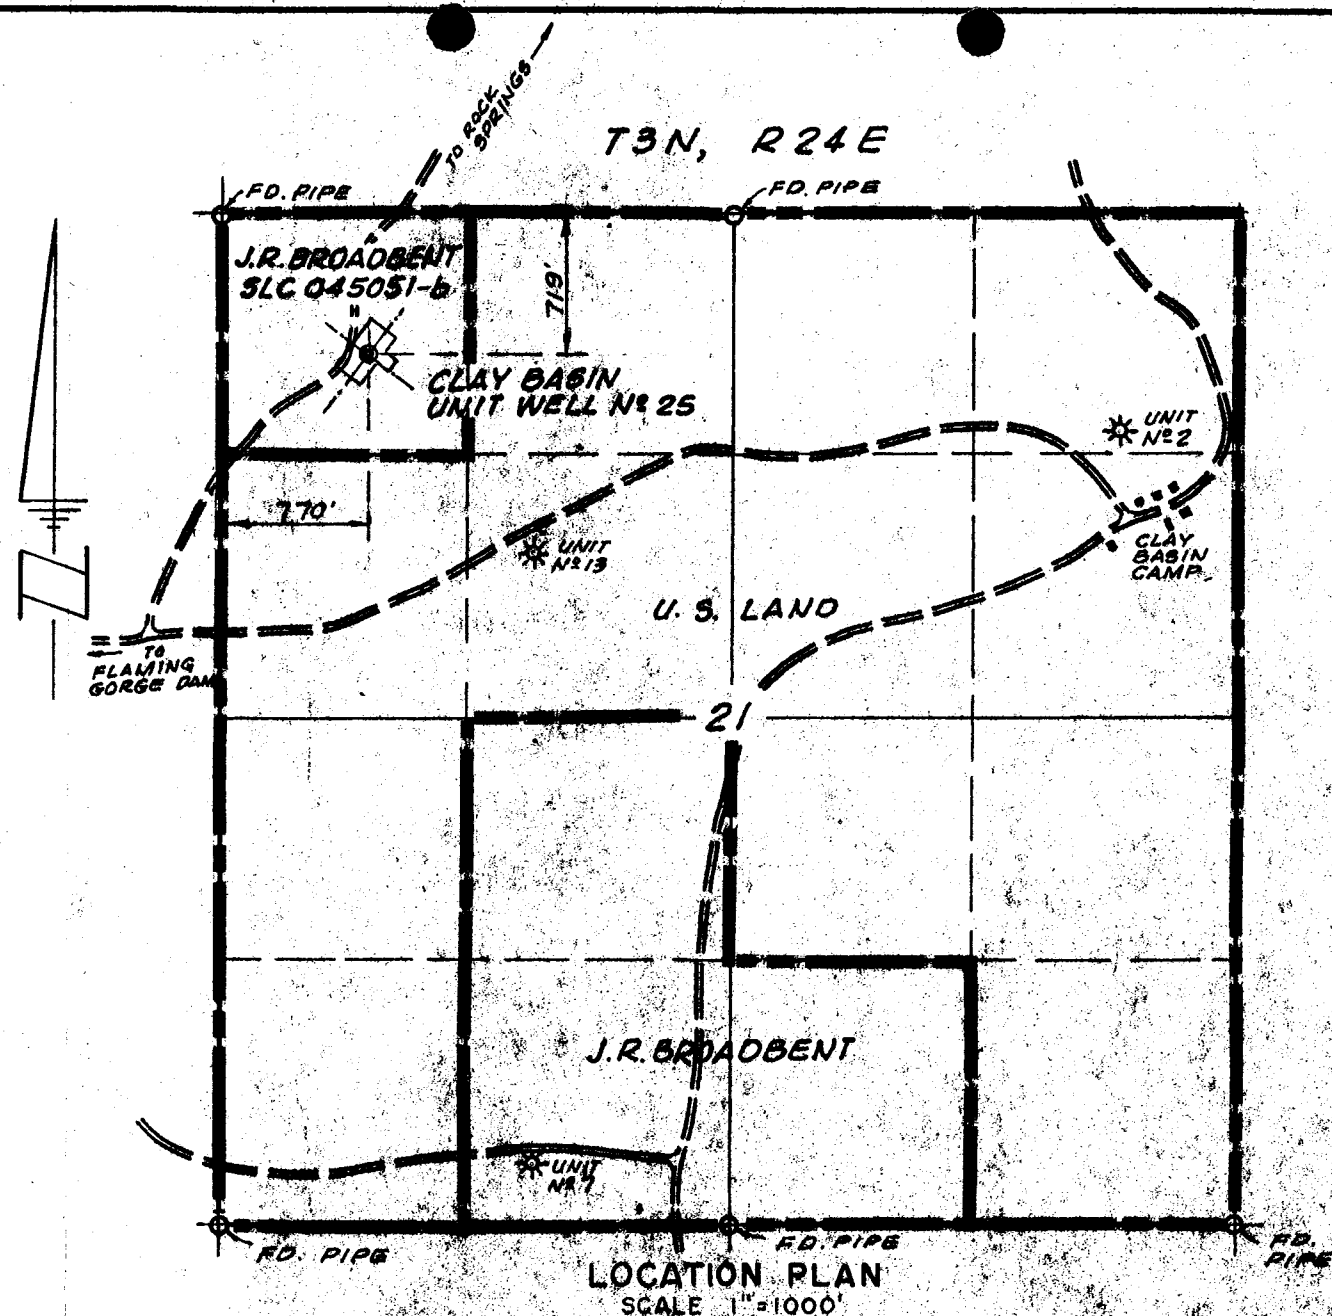 TO ROCK
SPRINGS
T3N, R24E
FD. PIPE
FD. PIPE
J.R. BROADBENT
SLC 045051-b
719'
CLAY BASIN
UNIT WELL Nº 25
UNIT
Nº 2
770'
UNIT
Nº 13
CLAY
BASIN
CAMP
U. S. LAND
TO
FLAMING
GORGE DAM
N
21
J.R. BROADBENT
UNIT
Nº 7
FD. PIPE
FD. PIPE
FD.
PIPE
LOCATION PLAN
SCALE 1"=1000'